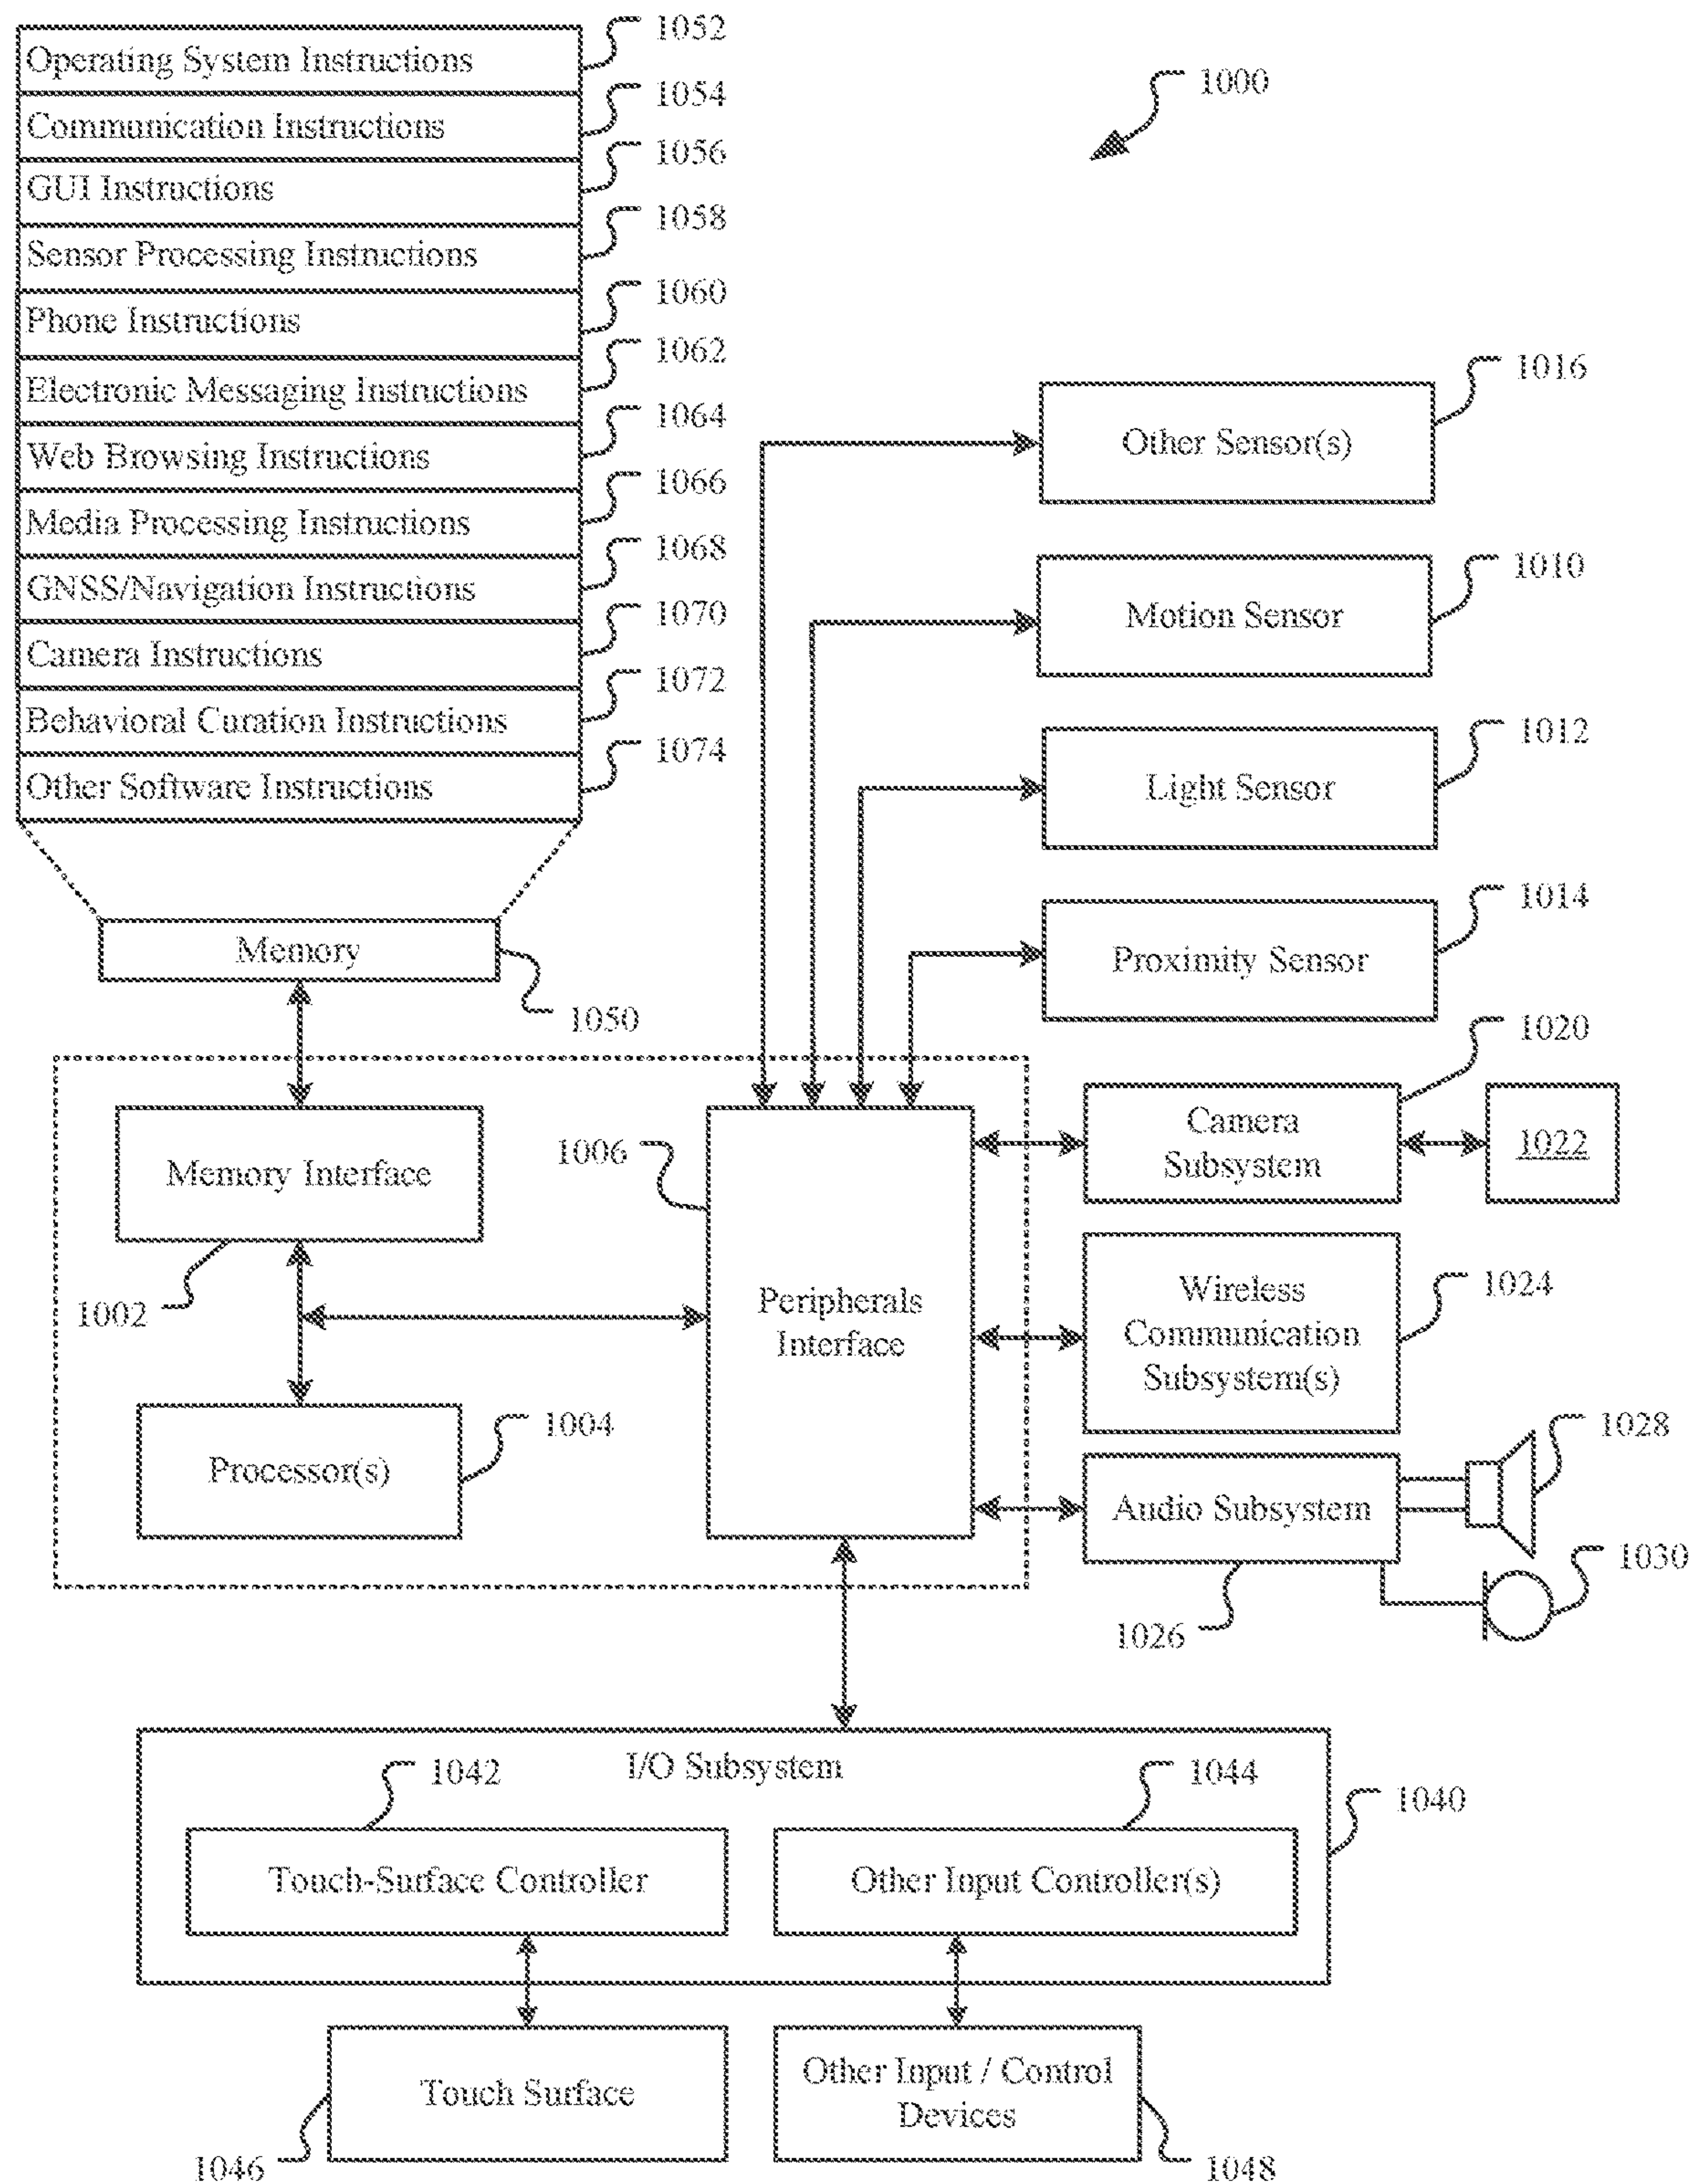 1052
Operating System Instructions
1054
Communication Instructions
1056
GUI Instructions
1058
Sensor Processing Instructions
1060
Phone Instructions
1062
Electronic Messaging Instructions
1064
Web Browsing Instructions
1066
Media Processing Instructions
1068
GNSS/Navigation Instructions
1070
Camera Instructions
1072
Behavioral Curation Instructions
1074
Other Software Instructions
Memory
1050
1000
1016
Other Sensor(s)
1010
Motion Sensor
1012
Light Sensor
1014
Proximity Sensor
1020
Camera
Subsystem
1022
Memory Interface
1002
1006
Peripherals
Interface
Wireless
Communication
Subsystem(s)
1024
Processor(s)
1004
Audio Subsystem
1026
1028
1030
I/O Subsystem
1042
1044
1040
Touch-Surface Controller
Other Input Controller(s)
Touch Surface
1046
Other Input / Control
Devices
1048